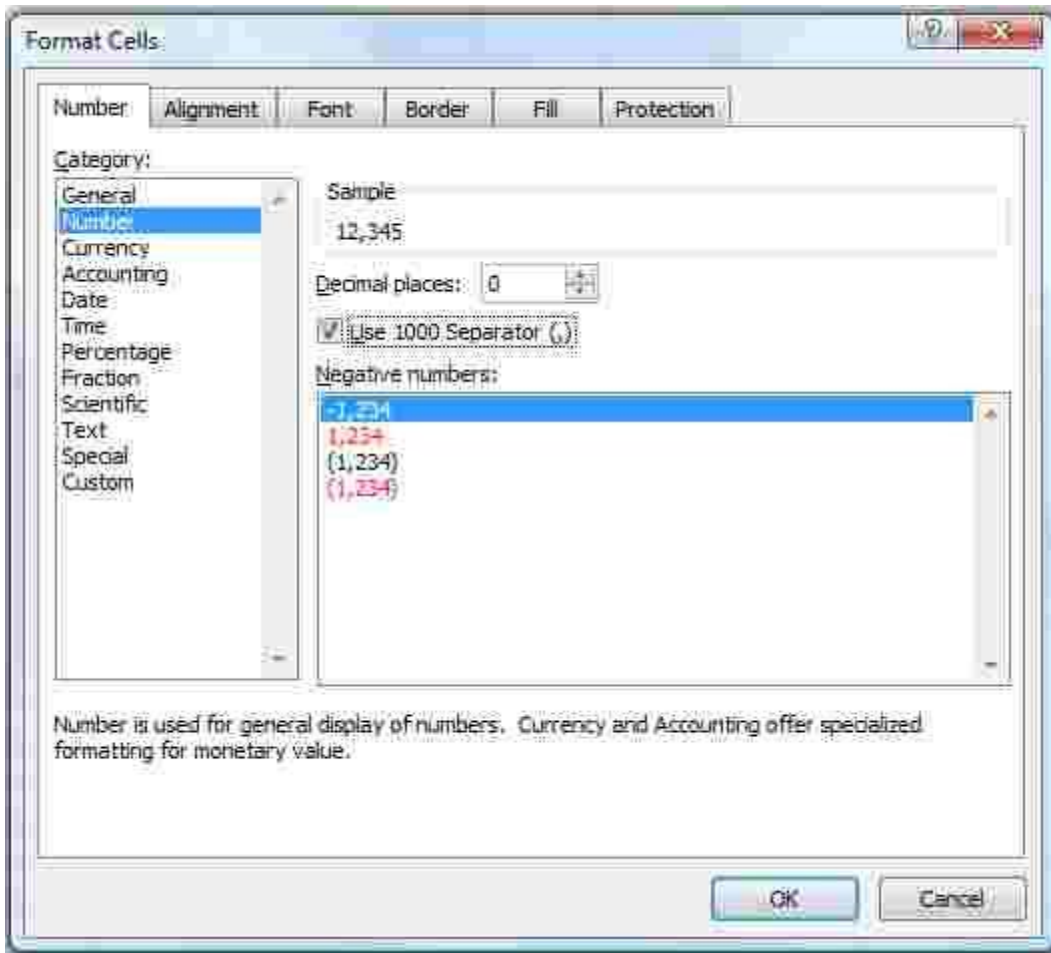 Format Cells
Number Alignment Font Border Fill Protection
Category:
General
Number
Currency
Accounting
Date
Time
Percentage
Fraction
Scientific
Text
Special
Custom
Sample
12,345
Decimal places: 0
Use 1000 Separator (,)
Negative numbers:
-1,234
1,234
(1,234)
(1,234)
Number is used for general display of numbers. Currency and Accounting offer specialized
formatting for monetary value.
OK Cancel